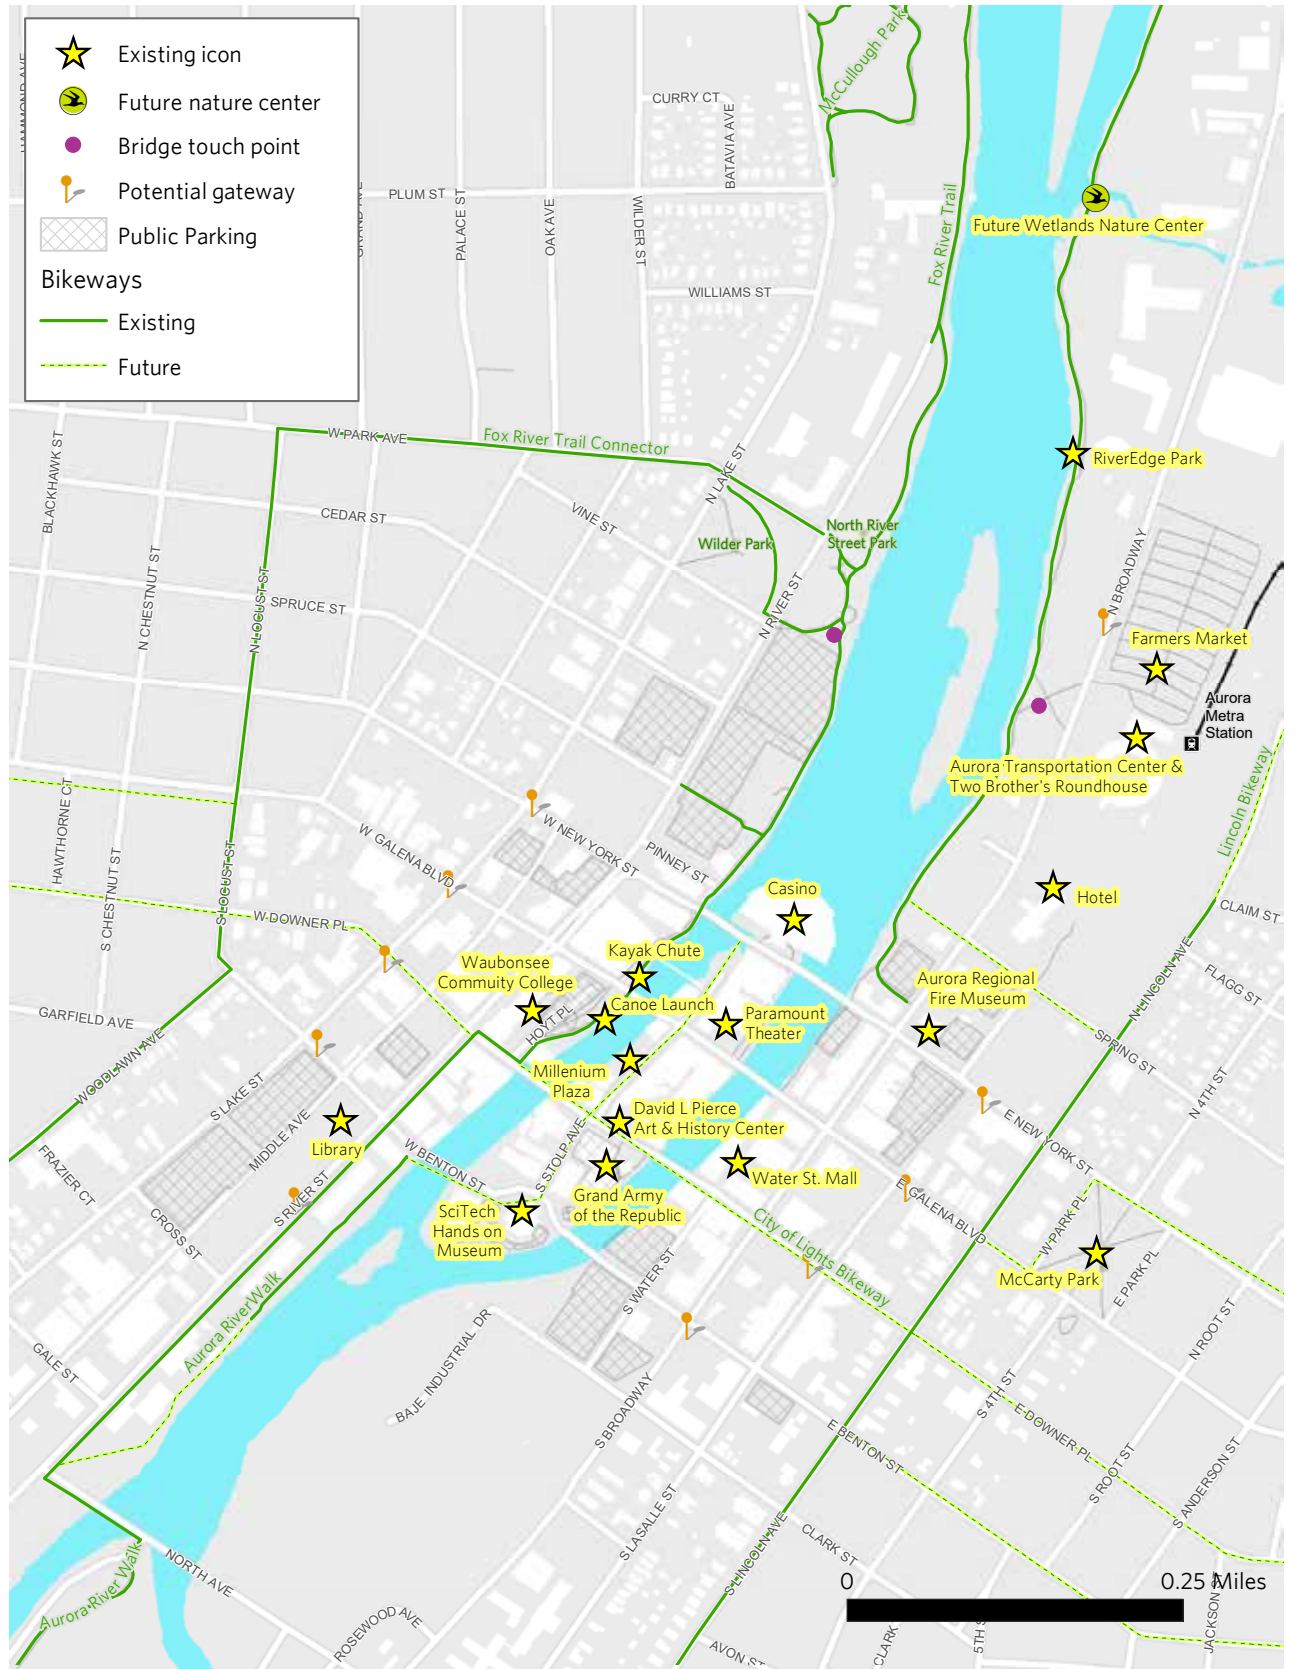 Existing icon
Future nature center
Bridge touch point
Potential gateway
Public Parking
Bikeways
Existing
Future
McCullough Park
CURRY CT
BATAVIA AVE
PLUM ST
PALACE ST
OAK AVE
WILDER ST
WILLIAMS ST
Fox River Trail
Future Wetlands Nature Center
BLACKHAWK ST
W PARK AVE
Fox River Trail Connector
N LAKE ST
RiverEdge Park
CEDAR ST
VINE ST
Wilder Park
North River
Street Park
N BROADWAY
N CHESTNUT ST
N LOCUST ST
SPRUCE ST
N RIVER ST
Farmers Market
Aurora
Metra
Station
Aurora Transportation Center &
Two Brother's Roundhouse
Lincoln Bikeway
HAWTHORNE CT
W GALENA BLVD
W NEW YORK ST
PINNEY ST
S CHESTNUT ST
S LOCUST ST
W DOWNER PL
Casino
Hotel
CLAIM ST
Kayak Chute
Waubonsee
Commuity College
Canoe Launch
HOYT PL
Paramount
Theater
Aurora Regional
Fire Museum
N LINCOLN AVE
FLAGG ST
GARFIELD AVE
WOODLAWN AVE
SPRING ST
N 4TH ST
Millenium
Plaza
S LAKE ST
MIDDLE AVE
Library
David L Pierce
Art & History Center
S STOLP AVE
E NEW YORK ST
FRAZIER CT
W BENTON ST
Water St. Mall
Grand Army
of the Republic
E GALENA BLVD
W PARK PL
S RIVER ST
CROSS ST
SciTech
Hands on
Museum
City of Lights Bikeway
McCarty Park
E PARK PL
S WATER ST
Aurora RiverWalk
GALE ST
BAJE INDUSTRIAL DR
N ROOT ST
S BROADWAY
S 4TH ST
E DOWNER PL
E BENTON ST
S ROOT ST
S ANDERSON ST
S LASALLE ST
S LINCOLN AVE
CLARK ST
NORTH AVE
Aurora River Walk
ROSEWOOD AVE
0
0.25 Miles
AVON ST
CLARK
5TH S
JACKSON